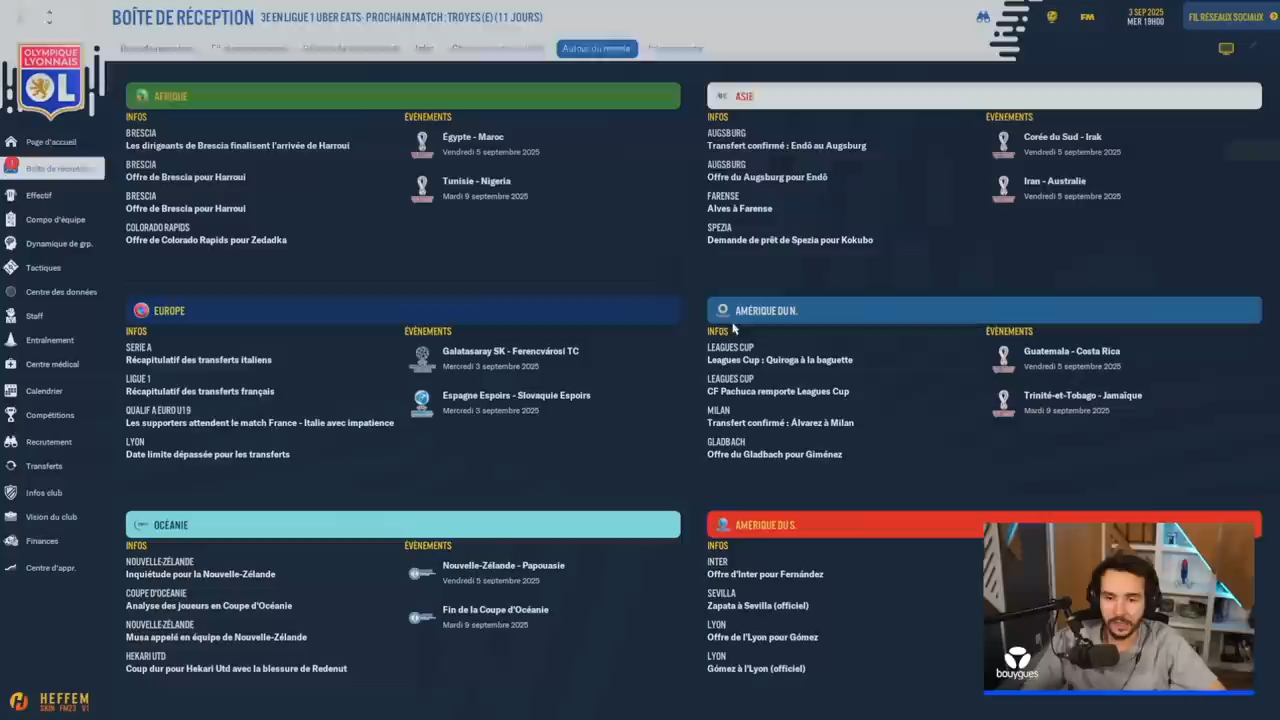 BOÎTE DE RÉCEPTION
3E EN LIGUE 1 UBER EATS - PROCHAIN MATCH : TROYES (E) (11 JOURS)
FM
3 SEP 2025
MER 19H00
FIL RÉSEAUX SOCIAUX
Autour du monde
OLYMPIQUE
LYONNAIS
OL
Page d'accueil
Boîte de réception
Effectif
Compo d'équipe
Dynamique de grp.
Tactiques
Centre des données
Staff
Entraînement
Centre médical
Calendrier
Compétitions
Recrutement
Transferts
Infos club
Vision du club
Finances
Centre d'appr.
HEFFEM
SKIN FM23 V1
AFRIQUE
INFOS
BRESCIA
Les dirigeants de Brescia finalisent l'arrivée de Harroui
BRESCIA
Offre de Brescia pour Harroui
BRESCIA
Offre de Brescia pour Harroui
COLORADO RAPIDS
Offre de Colorado Rapids pour Zedadka
ÉVÈNEMENTS
Égypte - Maroc
Vendredi 5 septembre 2025
Tunisie - Nigeria
Mardi 9 septembre 2025
ASIE
INFOS
AUGSBURG
Transfert confirmé : Endō au Augsburg
AUGSBURG
Offre du Augsburg pour Endō
FARENSE
Alves à Farense
SPEZIA
Demande de prêt de Spezia pour Kokubo
ÉVÈNEMENTS
Corée du Sud - Irak
Vendredi 5 septembre 2025
Iran - Australie
Vendredi 5 septembre 2025
EUROPE
INFOS
SERIE A
Récapitulatif des transferts italiens
LIGUE 1
Récapitulatif des transferts français
QUALIF A EURO U19
Les supporters attendent le match France - Italie avec impatience
LYON
Date limite dépassée pour les transferts
ÉVÈNEMENTS
Galatasaray SK - Ferencvárosi TC
Mercredi 3 septembre 2025
Espagne Espoirs - Slovaquie Espoirs
Mercredi 3 septembre 2025
AMÉRIQUE DU N.
INFOS
LEAGUES CUP
Leagues Cup : Quiroga à la baguette
LEAGUES CUP
CF Pachuca remporte Leagues Cup
MILAN
Transfert confirmé : Álvarez à Milan
GLADBACH
Offre du Gladbach pour Giménez
ÉVÈNEMENTS
Guatemala - Costa Rica
Vendredi 5 septembre 2025
Trinité-et-Tobago - Jamaïque
Mardi 9 septembre 2025
OCÉANIE
INFOS
NOUVELLE-ZÉLANDE
Inquiétude pour la Nouvelle-Zélande
COUPE D'OCÉANIE
Analyse des joueurs en Coupe d'Océanie
NOUVELLE-ZÉLANDE
Musa appelé en équipe de Nouvelle-Zélande
HEKARI UTD
Coup dur pour Hekari Utd avec la blessure de Redenut
ÉVÈNEMENTS
Nouvelle-Zélande - Papouasie
Vendredi 5 septembre 2025
Fin de la Coupe d'Océanie
Mardi 9 septembre 2025
AMÉRIQUE DU S.
INFOS
INTER
Offre d'Inter pour Fernández
SEVILLA
Zapata à Sevilla (officiel)
LYON
Offre de l'Lyon pour Gómez
LYON
Gómez à l'Lyon (officiel)
bouygues